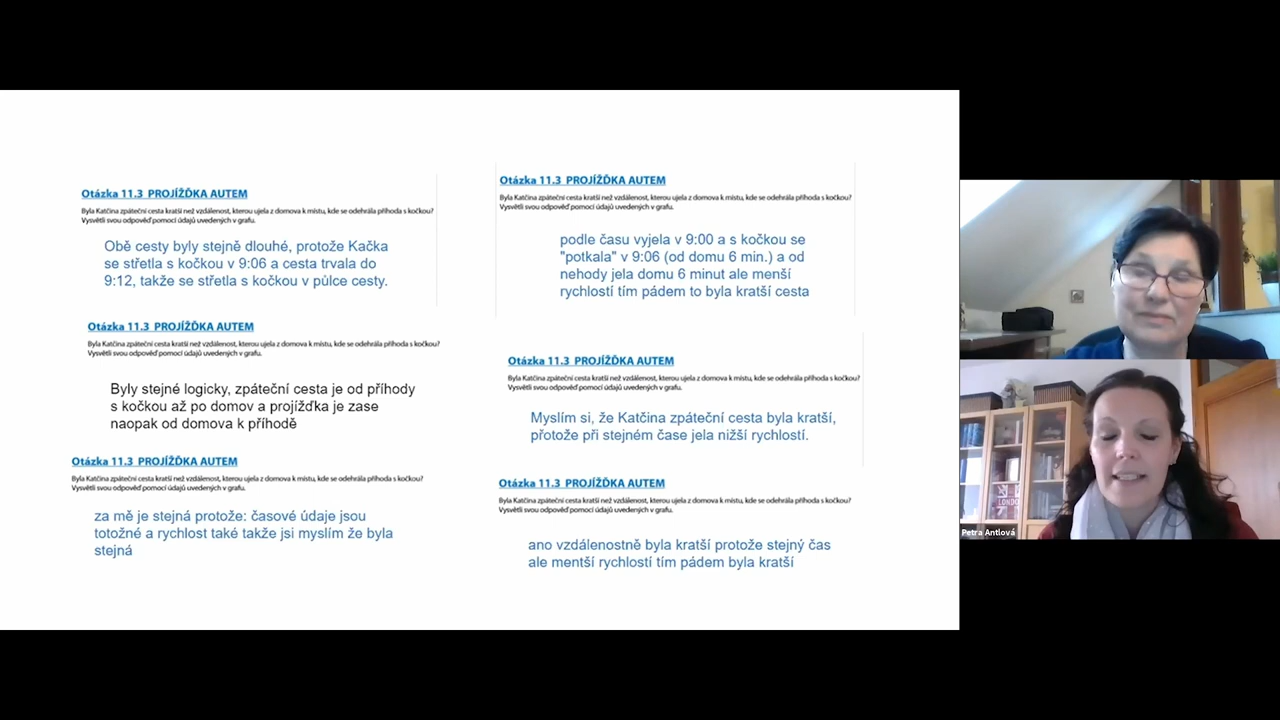 Otázka 11.3 PROJÍŽĎKA AUTEM
Byla Katčina zpáteční cesta kratší než vzdálenost, kterou ujela z domova k místu, kde se odehrála příhoda s kočkou?
Vysvětli svou odpověď pomocí údajů uvedených v grafu.
Obě cesty byly stejně dlouhé, protože Kačka
se střetla s kočkou v 9:06 a cesta trvala do
9:12, takže se střetla s kočkou v půlce cesty.
Otázka 11.3 PROJÍŽĎKA AUTEM
Byla Katčina zpáteční cesta kratší než vzdálenost, kterou ujela z domova k místu, kde se odehrála příhoda s kočkou?
Vysvětli svou odpověď pomocí údajů uvedených v grafu.
Byly stejné logicky, zpáteční cesta je od příhody
s kočkou až po domov a projížďka je zase
naopak od domova k příhodě
Otázka 11.3 PROJÍŽĎKA AUTEM
Byla Katčina zpáteční cesta kratší než vzdálenost, kterou ujela z domova k místu, kde se odehrála příhoda s kočkou?
Vysvětli svou odpověď pomocí údajů uvedených v grafu.
za mě je stejná protože: časové údaje jsou
totožné a rychlost také takže jsi myslím že byla
stejná
Otázka 11.3 PROJÍŽĎKA AUTEM
Byla Katčina zpáteční cesta kratší než vzdálenost, kterou ujela z domova k místu, kde se odehrála příhoda s kočkou?
Vysvětli svou odpověď pomocí údajů uvedených v grafu.
podle času vyjela v 9:00 a s kočkou se
"potkala" v 9:06 (od domu 6 min.) a od
nehody jela domu 6 minut ale menší
rychlostí tím pádem to byla kratší cesta
Otázka 11.3 PROJÍŽĎKA AUTEM
Byla Katčina zpáteční cesta kratší než vzdálenost, kterou ujela z domova k místu, kde se odehrála příhoda s kočkou?
Vysvětli svou odpověď pomocí údajů uvedených v grafu.
Myslím si, že Katčina zpáteční cesta byla kratší,
přotože při stejném čase jela nižší rychlostí.
Otázka 11.3 PROJÍŽĎKA AUTEM
Byla Katčina zpáteční cesta kratší než vzdálenost, kterou ujela z domova k místu, kde se odehrála příhoda s kočkou?
Vysvětli svou odpověď pomocí údajů uvedených v grafu.
ano vzdálenostně byla kratší protože stejný čas
ale mentší rychlostí tím pádem byla kratší
LONDON
Petra Antlová